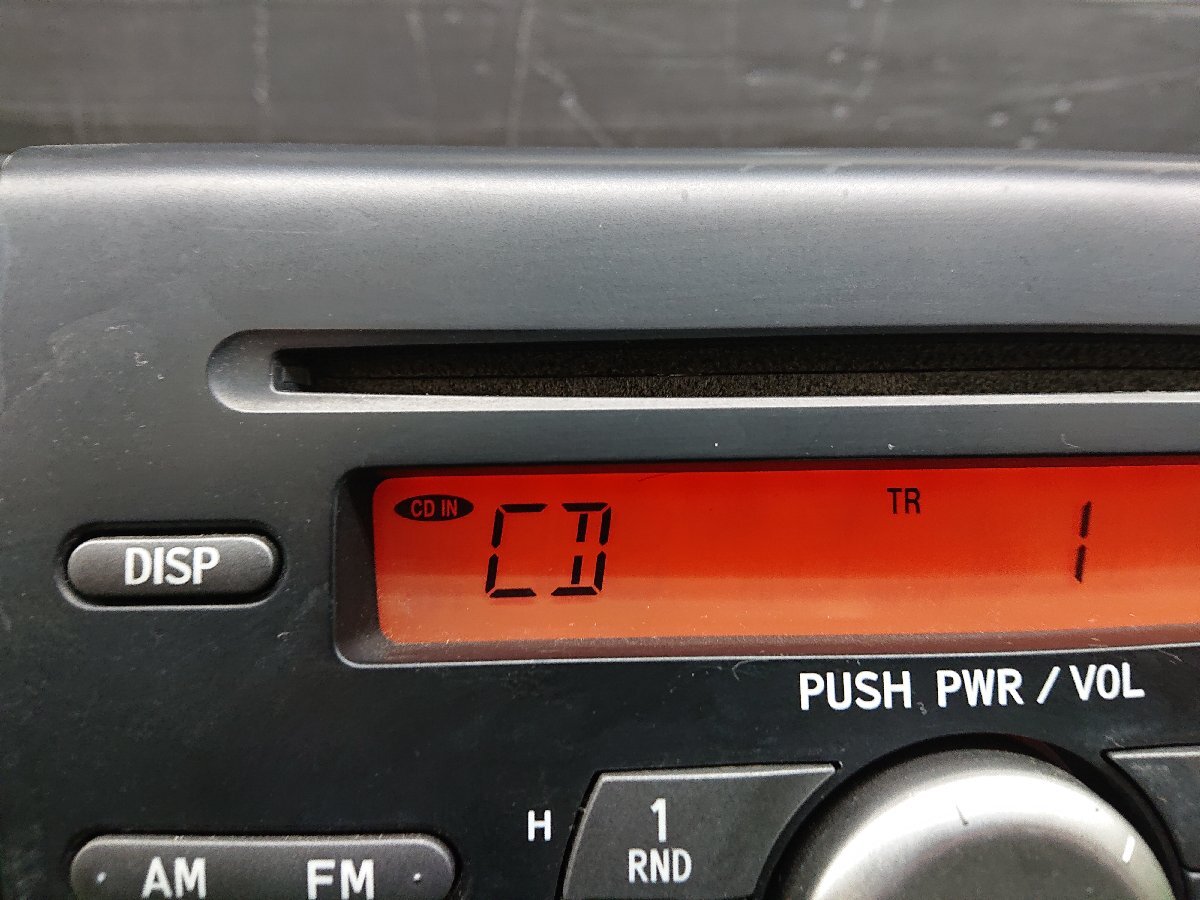 CD IN CD TR 1
DISP
PUSH PWR / VOL
H 1
RND
AM FM